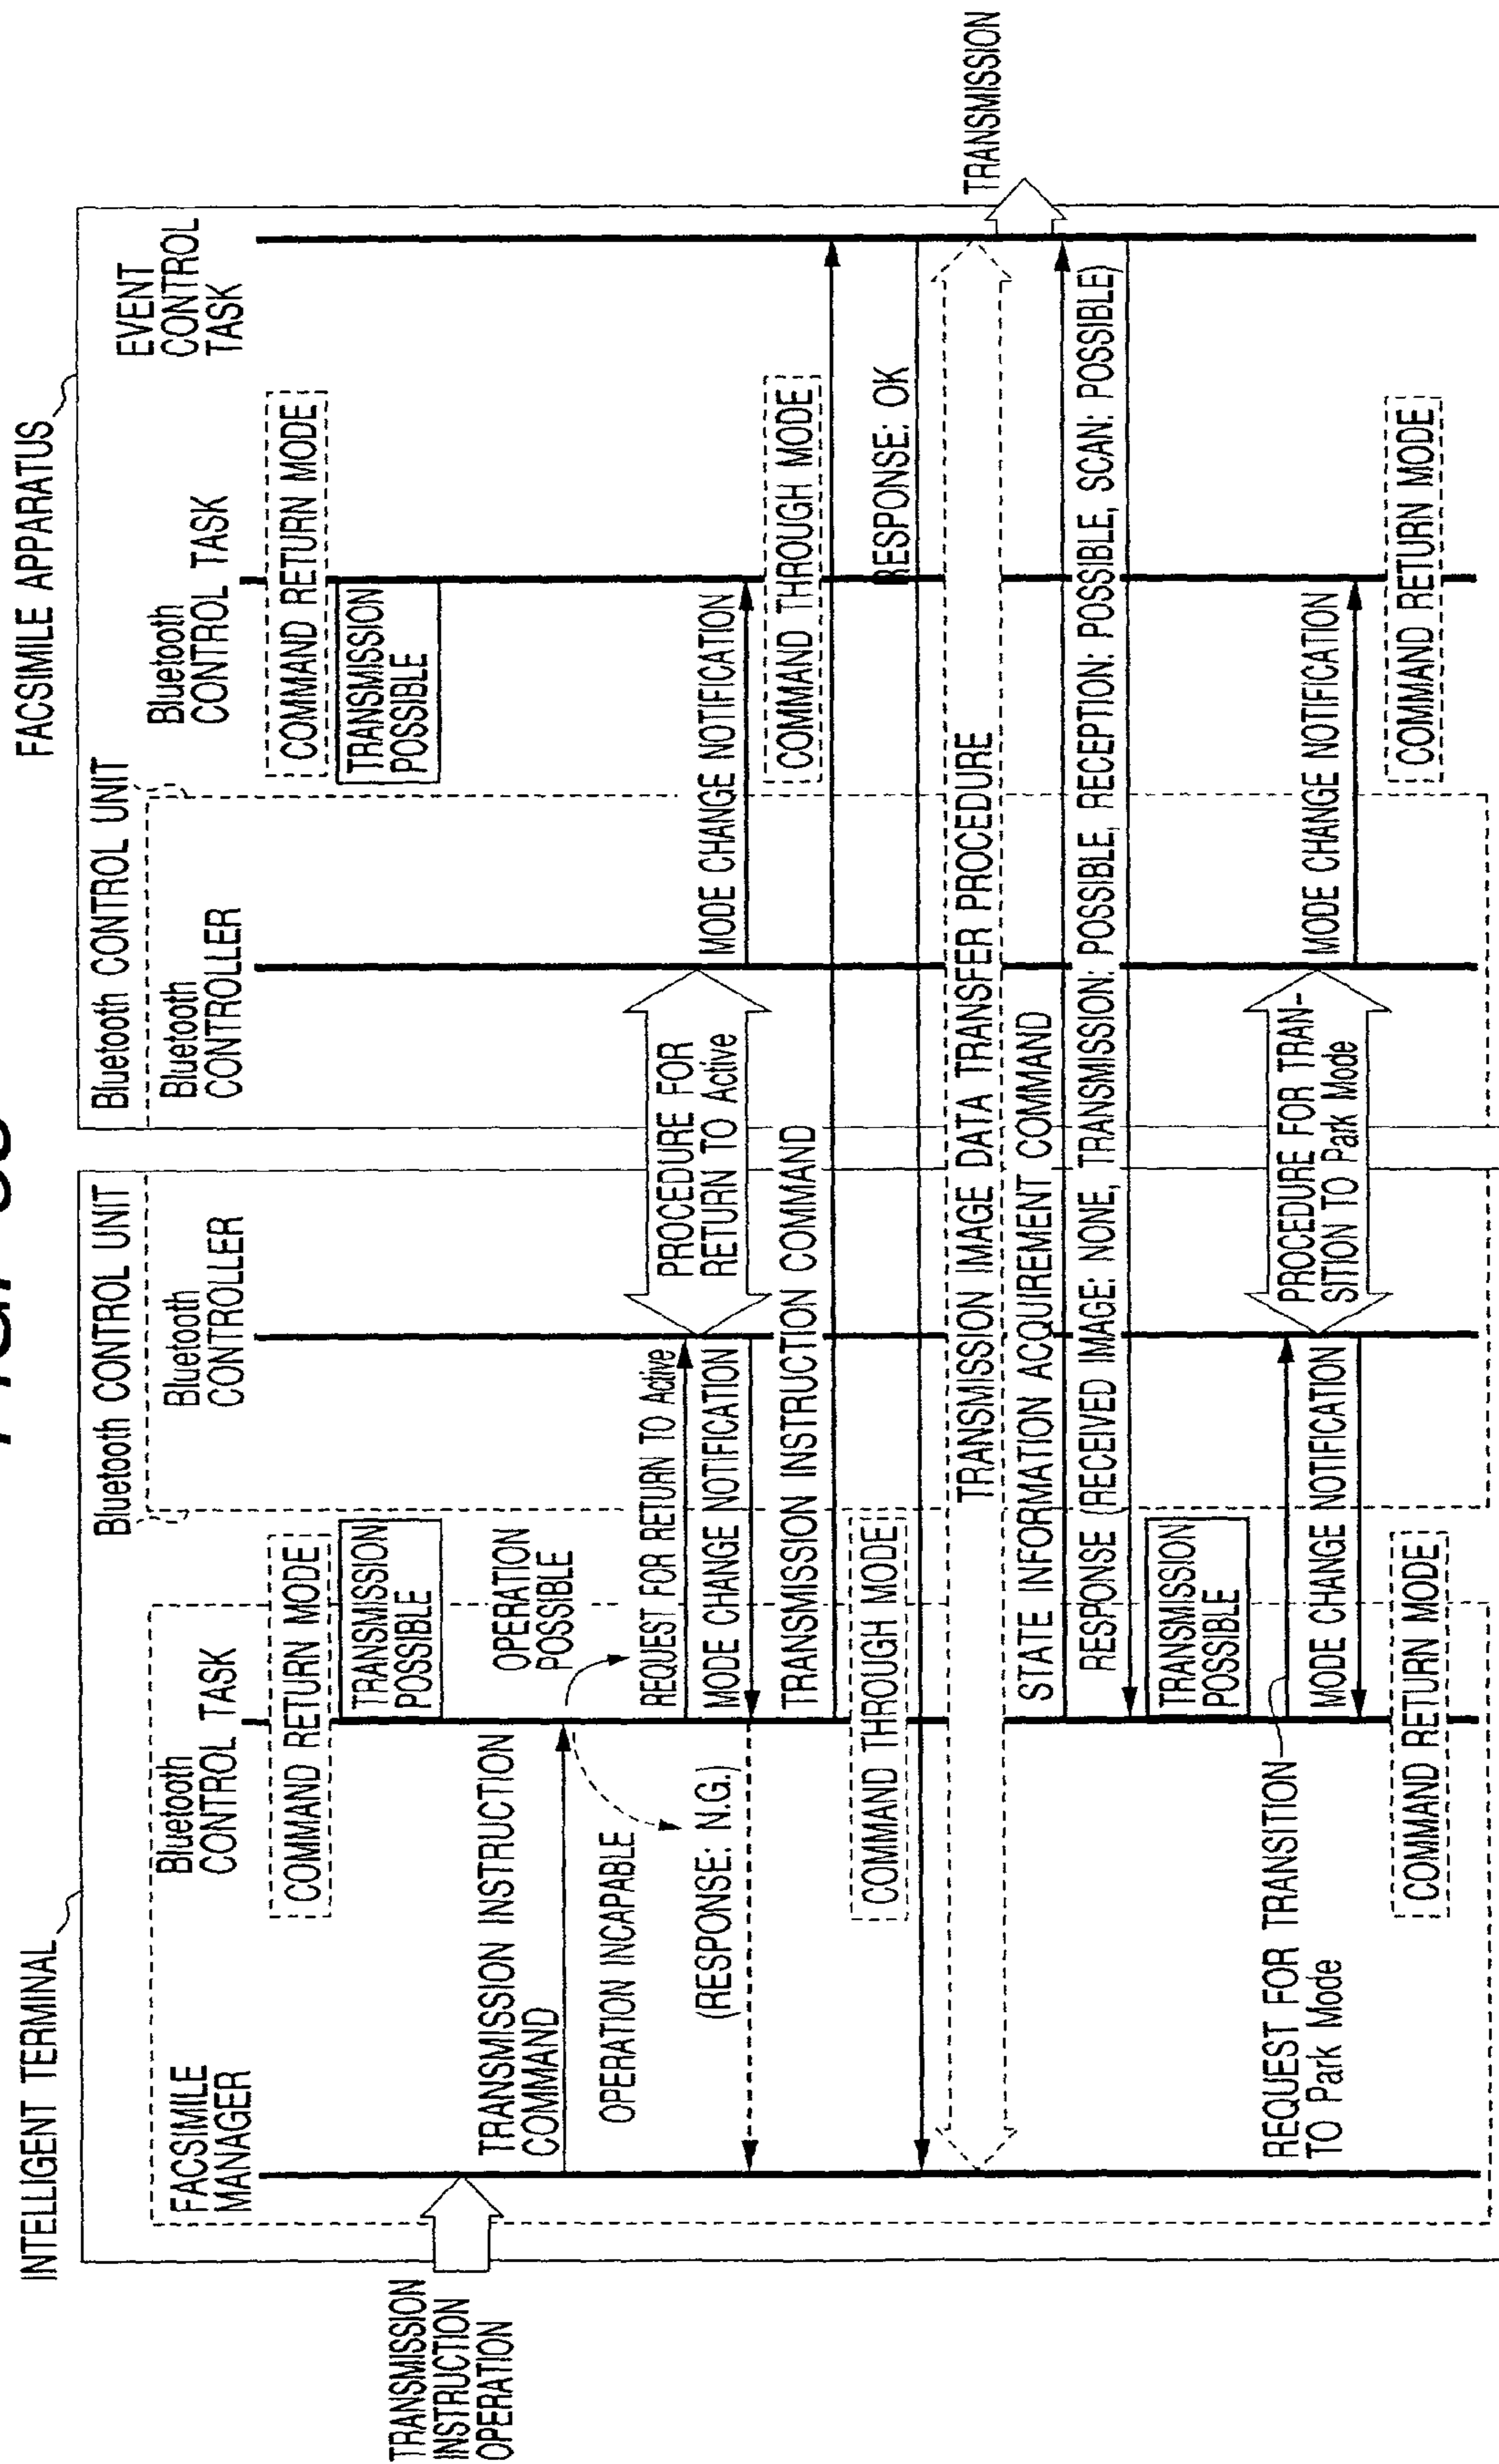 INTELLIGENT TERMINAL
FACSIMILE APPARATUS
Bluetooth CONTROL UNIT
Bluetooth CONTROL UNIT
FACSIMILE
MANAGER
Bluetooth
CONTROL TASK
Bluetooth
CONTROLLER
Bluetooth
CONTROLLER
Bluetooth
CONTROL TASK
EVENT
CONTROL
TASK
COMMAND RETURN MODE
COMMAND RETURN MODE
TRANSMISSION
POSSIBLE
TRANSMISSION
POSSIBLE
TRANSMISSION
INSTRUCTION
OPERATION
TRANSMISSION INSTRUCTION
COMMAND
OPERATION
POSSIBLE
OPERATION INCAPABLE
REQUEST FOR RETURN TO Active
PROCEDURE FOR
RETURN TO Active
MODE CHANGE NOTIFICATION
MODE CHANGE NOTIFICATION
(RESPONSE: N.G.)
TRANSMISSION INSTRUCTION COMMAND
COMMAND THROUGH MODE
COMMAND THROUGH MODE
RESPONSE: OK
TRANSMISSION IMAGE DATA TRANSFER PROCEDURE
TRANSMISSION
STATE INFORMATION ACQUIREMENT COMMAND
RESPONSE (RECEIVED IMAGE: NONE, TRANSMISSION: POSSIBLE, RECEPTION: POSSIBLE, SCAN: POSSIBLE)
TRANSMISSION
POSSIBLE
REQUEST FOR TRANSITION
TO Park Mode
PROCEDURE FOR TRAN-
SITION TO Park Mode
MODE CHANGE NOTIFICATION
MODE CHANGE NOTIFICATION
COMMAND RETURN MODE
COMMAND RETURN MODE